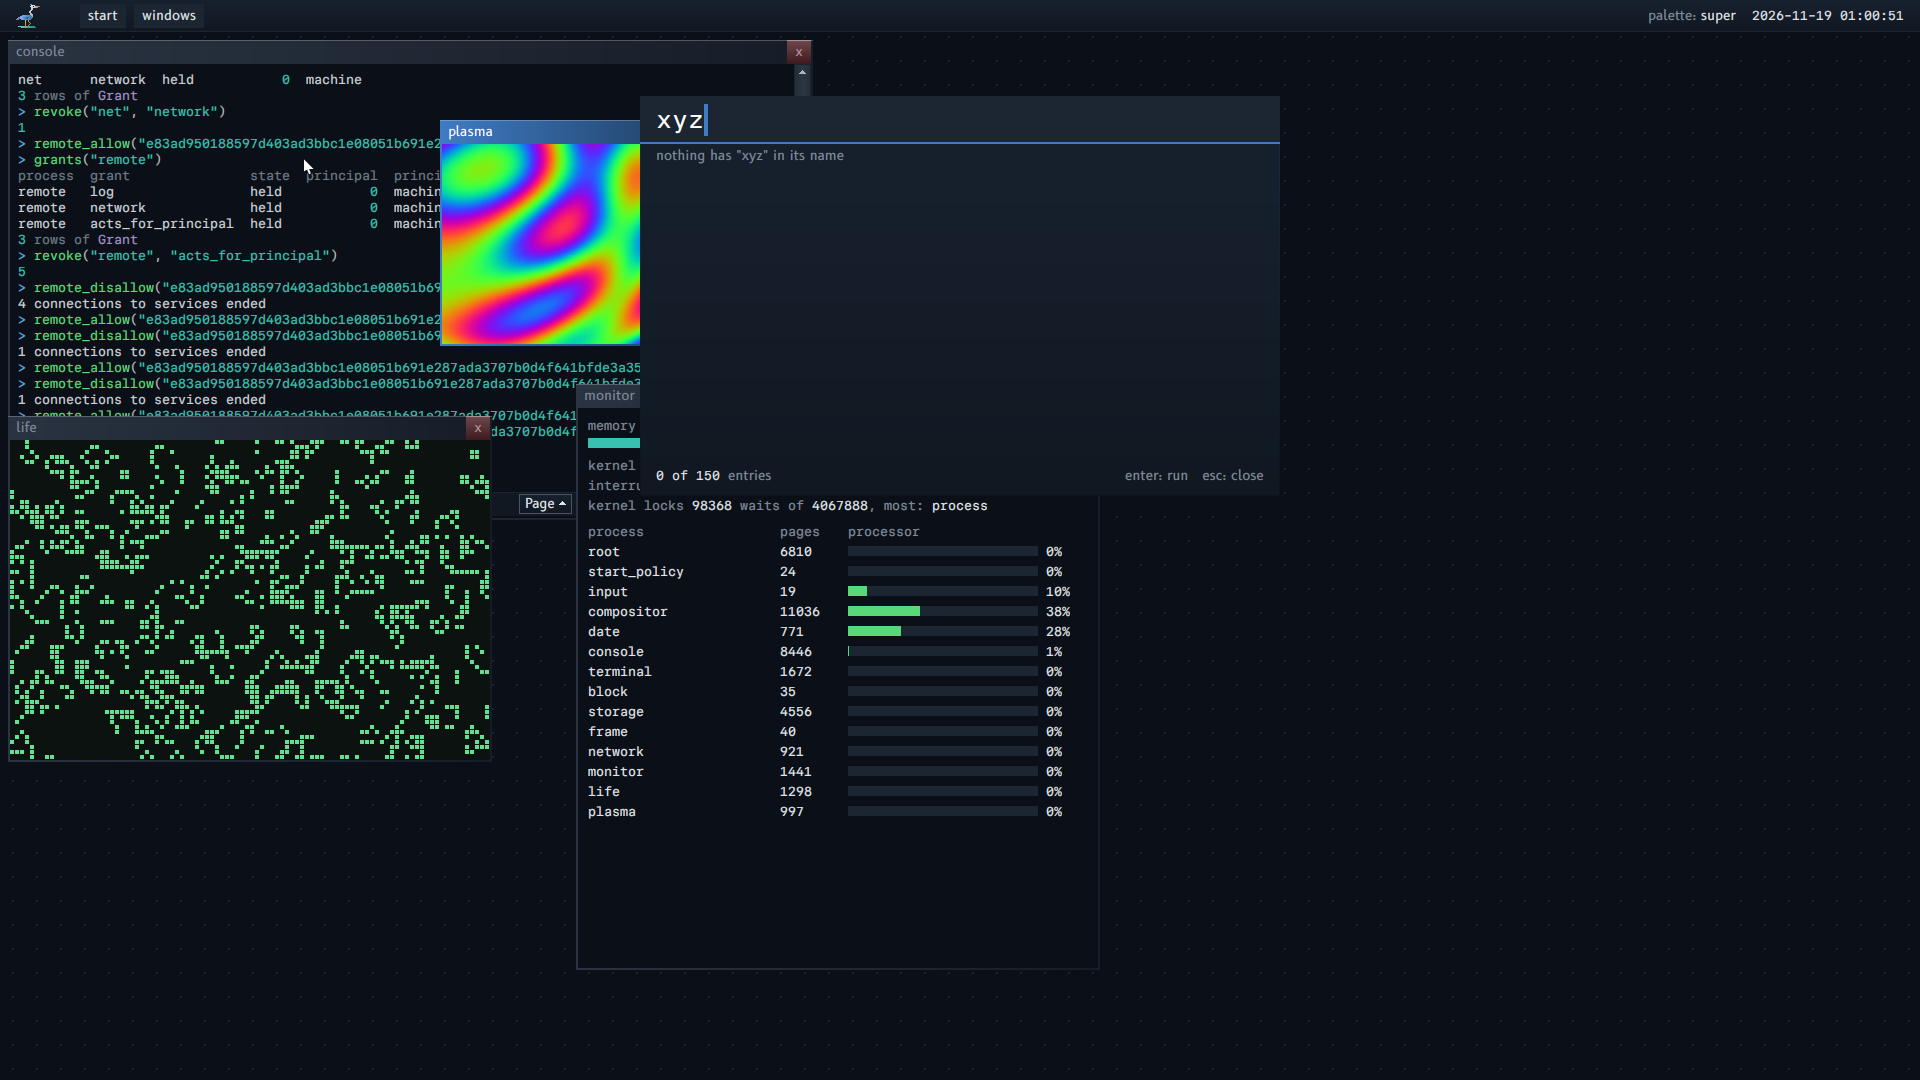 start windows palette: super 2026-11-19 01:00:51
console x
net network held 0 machine
3 rows of Grant
> revoke("net", "network")
1
> remote_allow("e83ad950188597d403ad3bbc1e08051b691e2
> grants("remote")
process grant state principal princi
remote log held 0 machin
remote network held 0 machin
remote acts_for_principal held 0 machin
3 rows of Grant
> revoke("remote", "acts_for_principal")
5
> remote_disallow("e83ad950188597d403ad3bbc1e08051b69
4 connections to services ended
> remote_allow("e83ad950188597d403ad3bbc1e08051b691e2
> remote_disallow("e83ad950188597d403ad3bbc1e08051b69
1 connections to services ended
> remote_allow("e83ad950188597d403ad3bbc1e08051b691e287ada3707b0d4f641bfde3a35
> remote_disallow("e83ad950188597d403ad3bbc1e08051b691e287ada3707b0d4f641bfde3
1 connections to services ended
> remote_allow("e83ad950188597d403ad3bbc1e08051b691e287ada3707b0d4f641
da3707b0d4f
Page
plasma
xyz
nothing has "xyz" in its name
0 of 150 entries enter: run esc: close
life x
monitor
memory
kernel
interru
kernel locks 98368 waits of 4067888, most: process
process pages processor
root 6810 0%
start_policy 24 0%
input 19 10%
compositor 11036 38%
date 771 28%
console 8446 1%
terminal 1672 0%
block 35 0%
storage 4556 0%
frame 40 0%
network 921 0%
monitor 1441 0%
life 1298 0%
plasma 997 0%